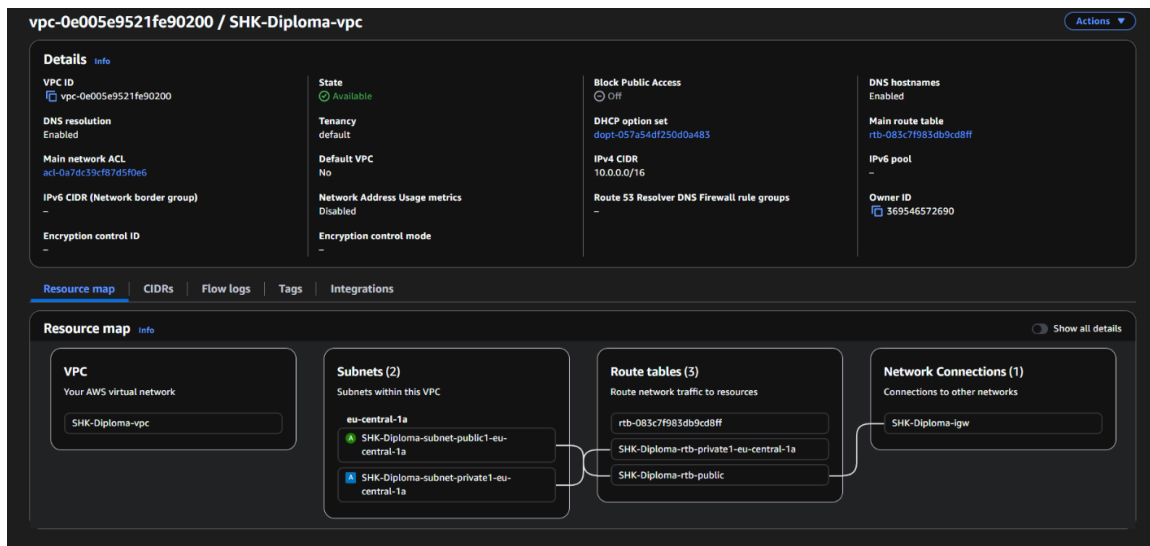 vpc-0e005e9521fe90200 / SHK-Diploma-vpc
Actions
Details Info
VPC ID
vpc-0e005e9521fe90200
State
Available
Block Public Access
Off
DNS hostnames
Enabled
DNS resolution
Enabled
Tenancy
default
DHCP option set
dopt-057a54df250d0a483
Main route table
rtb-083c7f983db9cd8ff
Main network ACL
acl-0a7dc39cf87d5f0e6
Default VPC
No
IPv4 CIDR
10.0.0.0/16
IPv6 pool
–
IPv6 CIDR (Network border group)
–
Network Address Usage metrics
Disabled
Route 53 Resolver DNS Firewall rule groups
–
Owner ID
369546572690
Encryption control ID
–
Encryption control mode
–
Resource map
CIDRs
Flow logs
Tags
Integrations
Resource map Info
Show all details
VPC
Your AWS virtual network
SHK-Diploma-vpc
Subnets (2)
Subnets within this VPC
eu-central-1a
A SHK-Diploma-subnet-public1-eu-
central-1a
A SHK-Diploma-subnet-private1-eu-
central-1a
Route tables (3)
Route network traffic to resources
rtb-083c7f983db9cd8ff
SHK-Diploma-rtb-private1-eu-central-1a
SHK-Diploma-rtb-public
Network Connections (1)
Connections to other networks
SHK-Diploma-igw